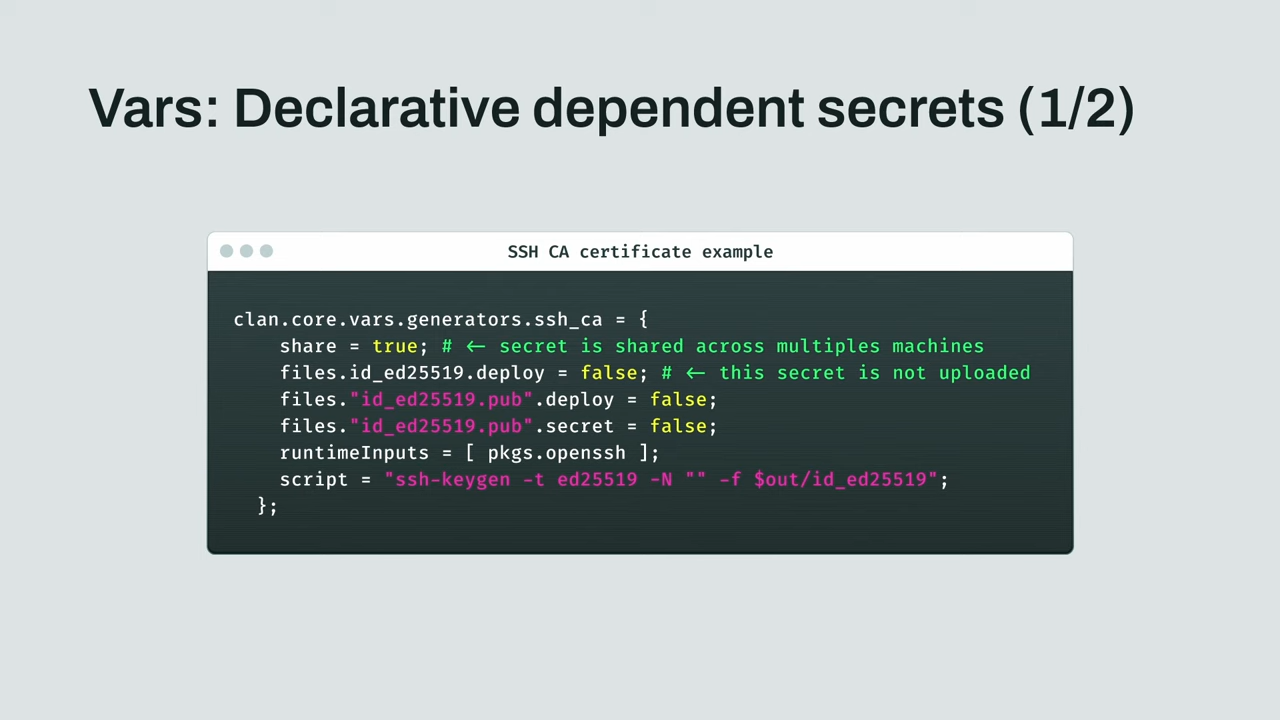 Vars: Declarative dependent secrets (1/2)
SSH CA certificate example
clan.core.vars.generators.ssh_ca = {
    share = true; # <- secret is shared across multiples machines
    files.id_ed25519.deploy = false; # <- this secret is not uploaded
    files."id_ed25519.pub".deploy = false;
    files."id_ed25519.pub".secret = false;
    runtimeInputs = [ pkgs.openssh ];
    script = "ssh-keygen -t ed25519 -N "" -f $out/id_ed25519";
  };